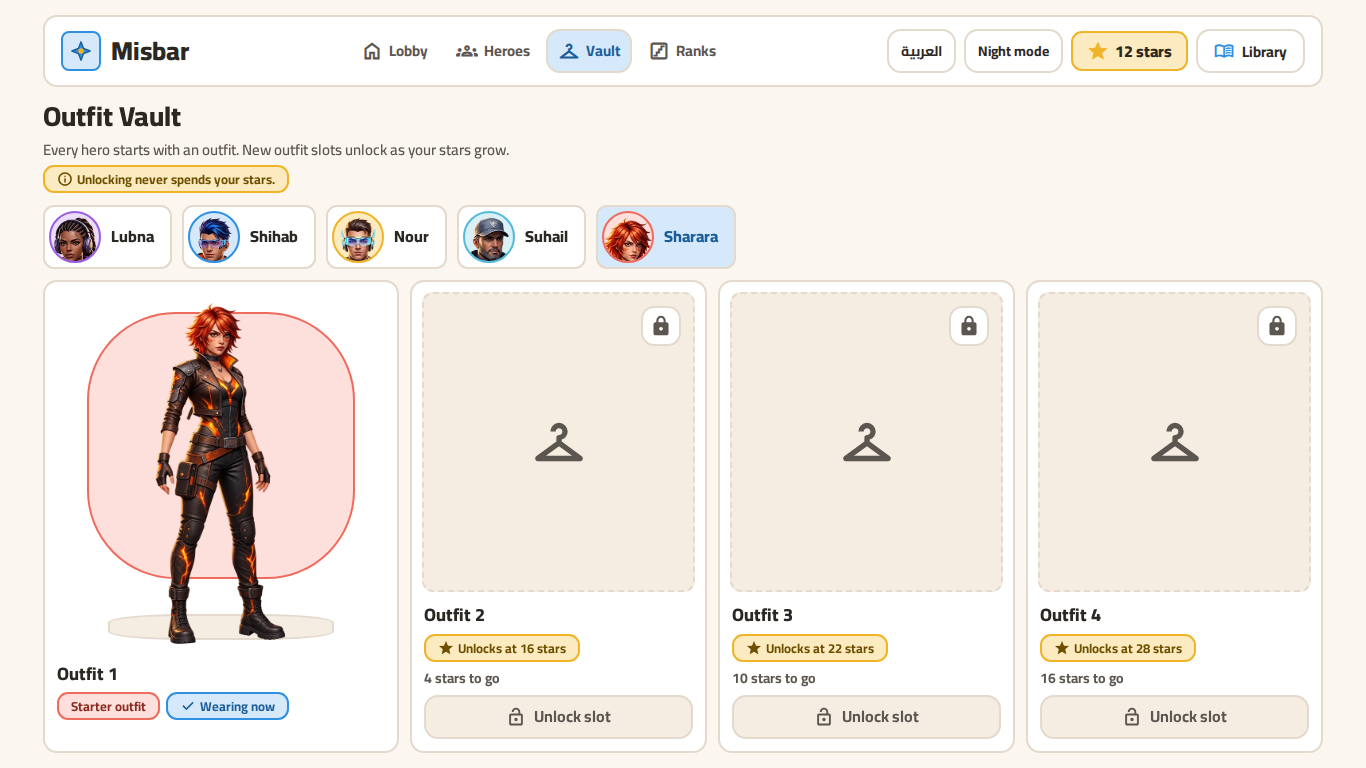 Misbar
Lobby
Heroes
Vault
Ranks
العربية
Night mode
12 stars
Library
Outfit Vault
Every hero starts with an outfit. New outfit slots unlock as your stars grow.
Unlocking never spends your stars.
Lubna
Shihab
Nour
Suhail
Sharara
Outfit 1
Starter outfit
Wearing now
Outfit 2
Unlocks at 16 stars
4 stars to go
Unlock slot
Outfit 3
Unlocks at 22 stars
10 stars to go
Unlock slot
Outfit 4
Unlocks at 28 stars
16 stars to go
Unlock slot